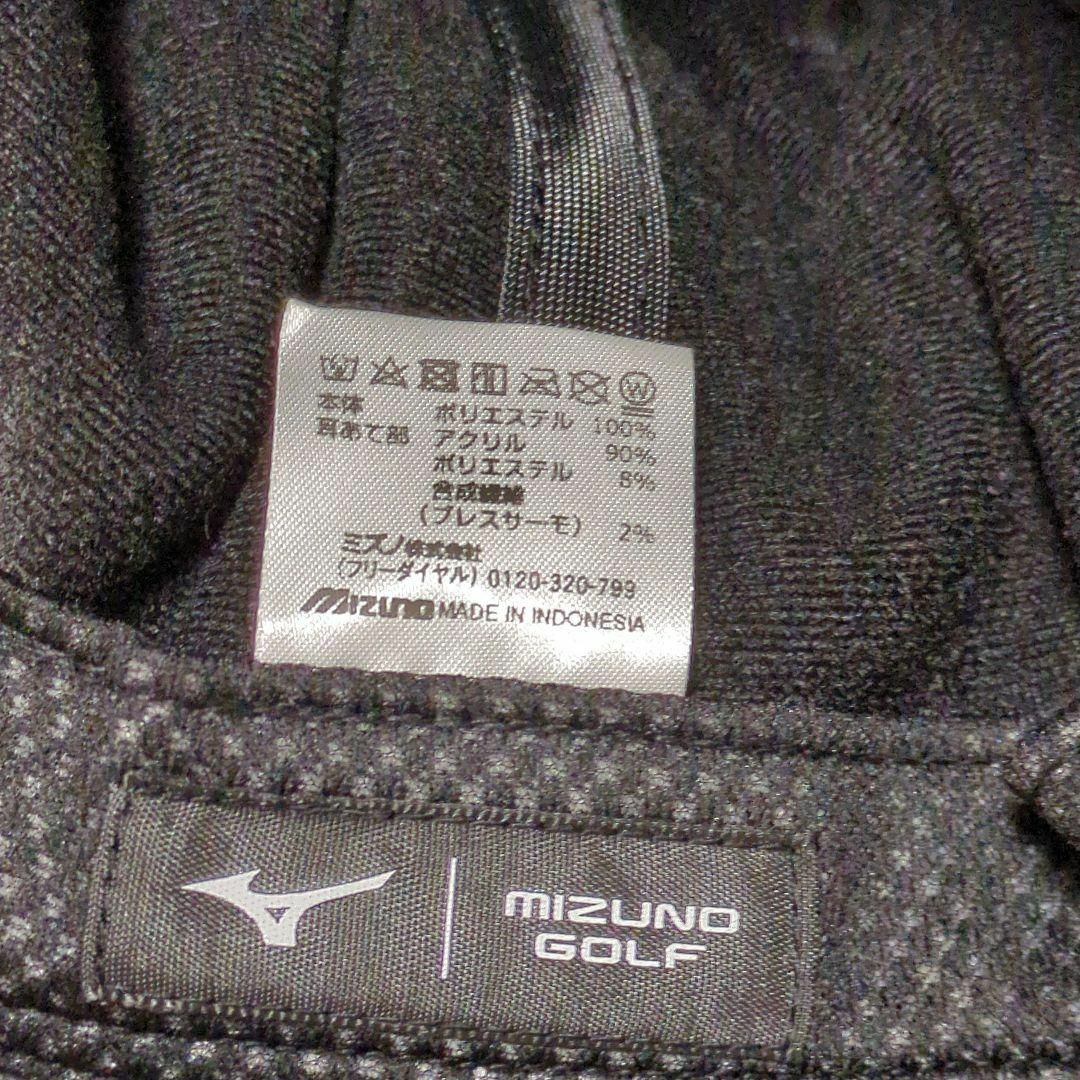 本体 ポリエステル 100%
耳あて部 アクリル 90%
ポリエステル 8%
合成繊維
(ブレスサーモ) 2%
ミズノ株式会社
(フリーダイヤル) 0120-320-799
MIZUNO MADE IN INDONESIA
MIZUNO
GOLF